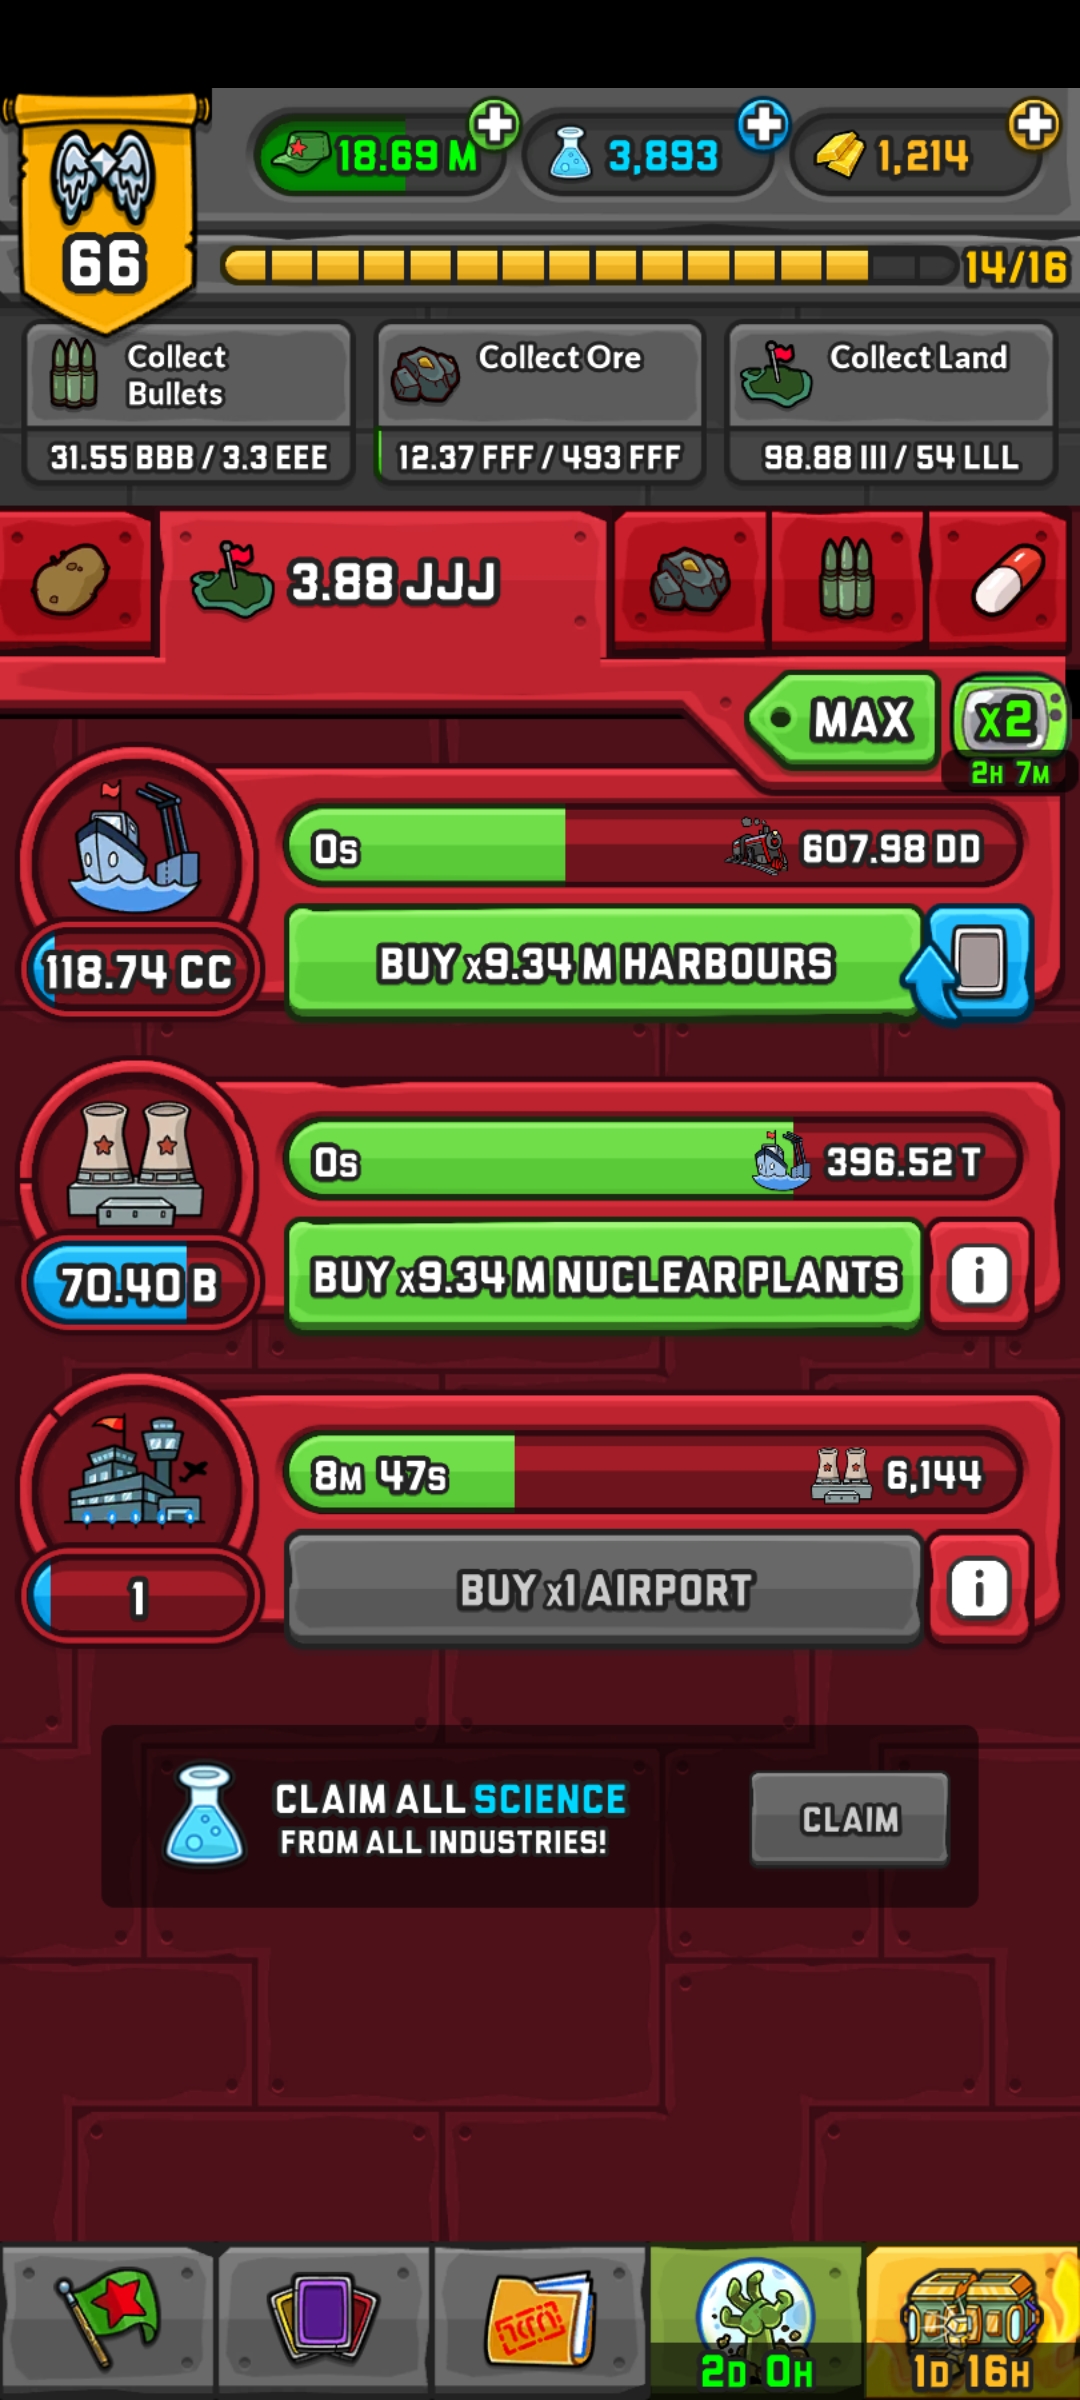 18.69 M
3,893
1,214
66
14/16
Collect
Bullets
Collect Ore
Collect Land
31.55 BBB / 3.3 EEE
12.37 FFF / 493 FFF
98.88 III / 54 LLL
3.88 JJJ
MAX
x2
2H 7M
0s
607.98 DD
118.74 CC
BUY x9.34 M HARBOURS
0s
396.52 T
70.40 B
BUY x9.34 M NUCLEAR PLANTS
i
8M 47s
6,144
1
BUY x1 AIRPORT
i
CLAIM ALL SCIENCE
FROM ALL INDUSTRIES!
CLAIM
2D 0H
1D 16H